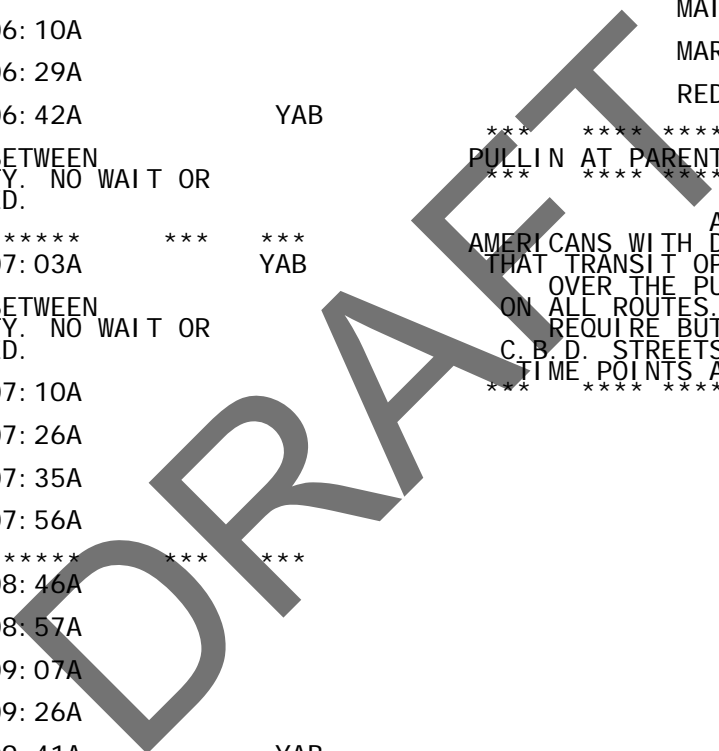 06:10A
06:29A
06:42A YAB
BETWEEN
Y. NO WAIT OR
D.
***** *** ***
07:03A YAB
BETWEEN
Y. NO WAIT OR
D.
07:10A
07:26A
07:35A
07:56A
***** *** ***
08:46A
08:57A
09:07A
09:26A
YAB
MAI
MAR
RED
*** **** ****
PULLIN AT PARENT
*** **** ****
A
AMERICANS WITH D
THAT TRANSIT OP
OVER THE PU
ON ALL ROUTES.
REQUIRE BUT
C.B.D. STREETS
TIME POINTS A
*** **** ****
DRAFT